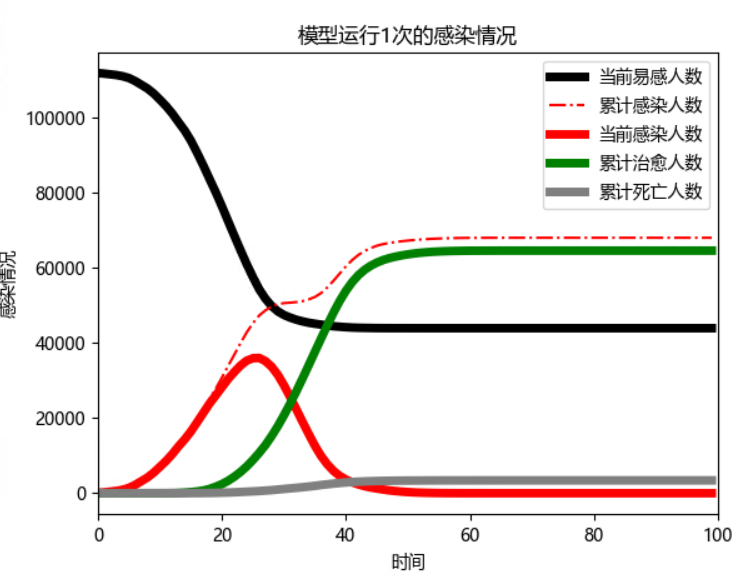 模型运行1次的感染情况
当前易感人数
累计感染人数
当前感染人数
累计治愈人数
累计死亡人数
感染情况
100000
80000
60000
40000
20000
0
0 20 40 60 80 100
时间